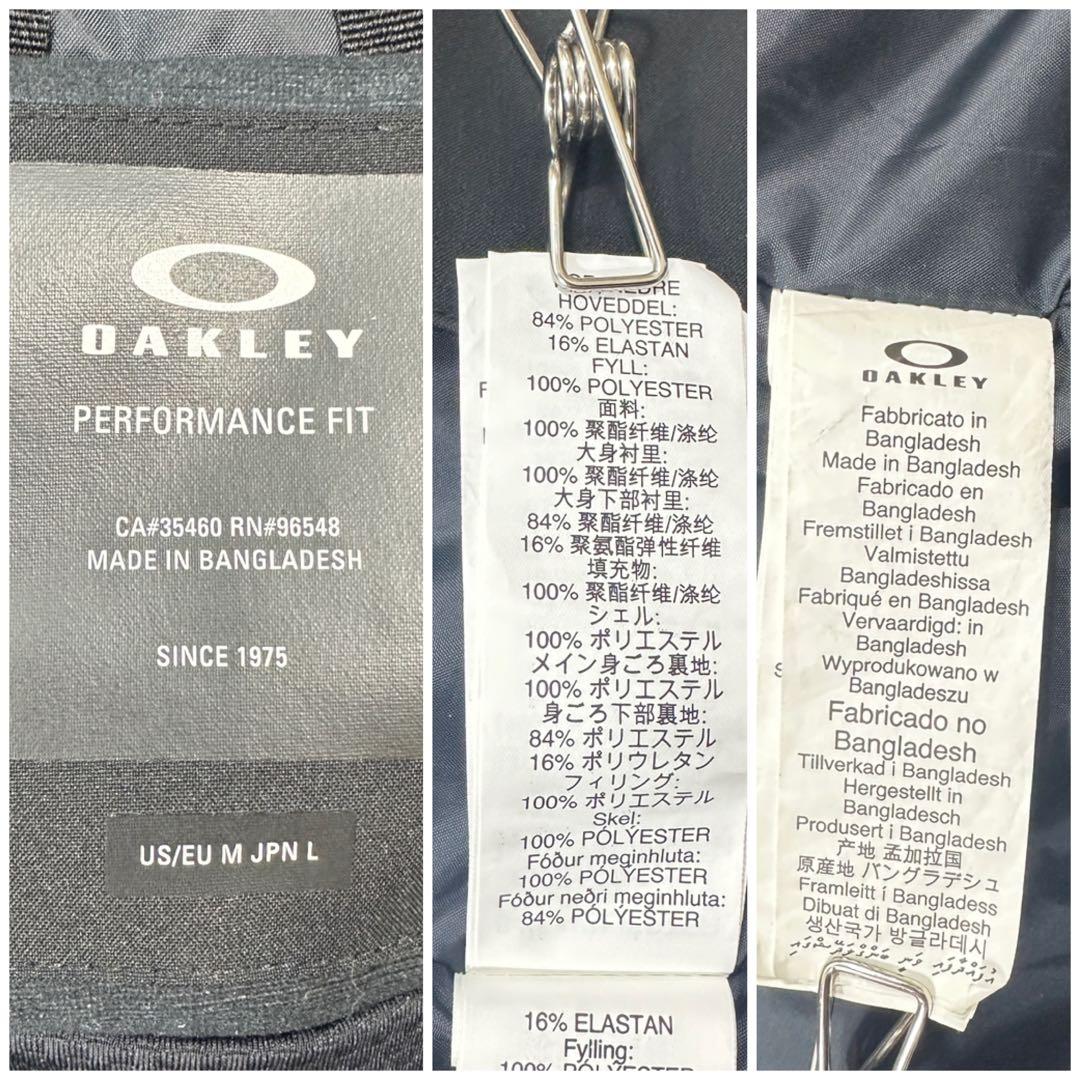 OAKLEY
PERFORMANCE FIT
CA#35460 RN#96548
MADE IN BANGLADESH
SINCE 1975
US/EU M JPN L
HOVEDDEL:
84% POLYESTER
16% ELASTAN
FYLL:
100% POLYESTER
面料:
100% 聚酯纤维/涤纶
大身衬里:
100% 聚酯纤维/涤纶
大身下部衬里:
84% 聚酯纤维/涤纶
16% 聚氨酯弹性纤维
填充物:
100% 聚酯纤维/涤纶
シェル:
100% ポリエステル
メイン身ごろ裏地:
100% ポリエステル
身ごろ下部裏地:
84% ポリエステル
16% ポリウレタン
フィリング:
100% ポリエステル
Skel:
100% PÓLÝESTER
Fóður meginhluta:
100% PÓLÝESTER
Fóður neðri meginhluta:
84% PÓLÝESTER
16% ELASTAN
Fylling:
100% PÓLÝESTER
OAKLEY
Fabbricato in
Bangladesh
Made in Bangladesh
Fabricado en
Bangladesh
Fremstillet i Bangladesh
Valmistettu
Bangladeshissa
Fabriqué en Bangladesh
Vervaardigd: in
Bangladesh
Wyprodukowano w
Bangladeszu
Fabricado no
Bangladesh
Tillverkad i Bangladesh
Hergestellt in
Bangladesch
Produsert i Bangladesh
产地 孟加拉国
原産地 バングラデシュ
Framleitt í Bangladess
Dibuat di Bangladesh
생산국가 방글라데시